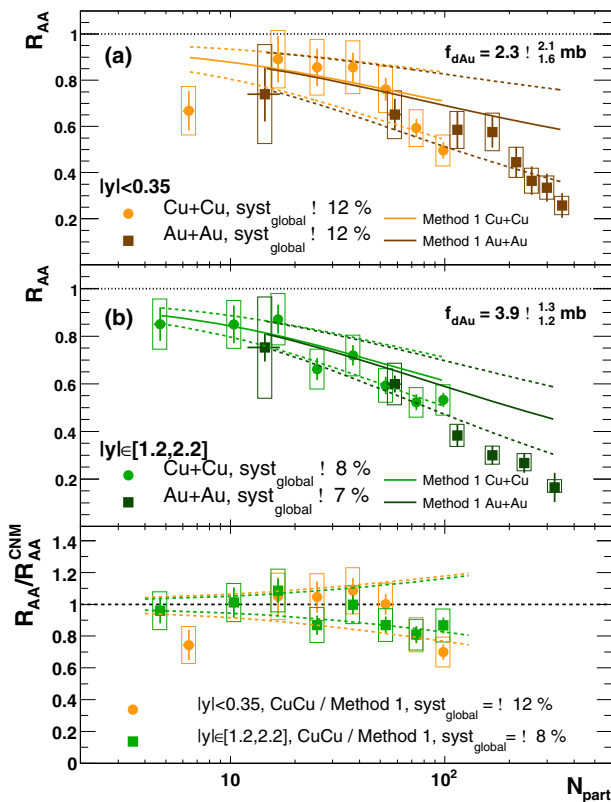 R_AA
1
0.8
0.6
0.4
0.2
(a)
f_dAu = 2.3 ! 2.1 1.6 mb
|y|<0.35
Cu+Cu, syst_global ! 12 %
Au+Au, syst_global ! 12 %
Method 1 Cu+Cu
Method 1 Au+Au
R_AA
1
0.8
0.6
0.4
0.2
(b)
f_dAu = 3.9 ! 1.3 1.2 mb
|y|∈[1.2,2.2]
Cu+Cu, syst_global ! 8 %
Au+Au, syst_global ! 7 %
Method 1 Cu+Cu
Method 1 Au+Au
R_AA/R_AA^CNM
1.4
1.2
1
0.8
0.6
0.4
0.2
0
|y|<0.35, CuCu / Method 1, syst_global = ! 12 %
|y|∈[1.2,2.2], CuCu / Method 1, syst_global = ! 8 %
10
10^2
N_part